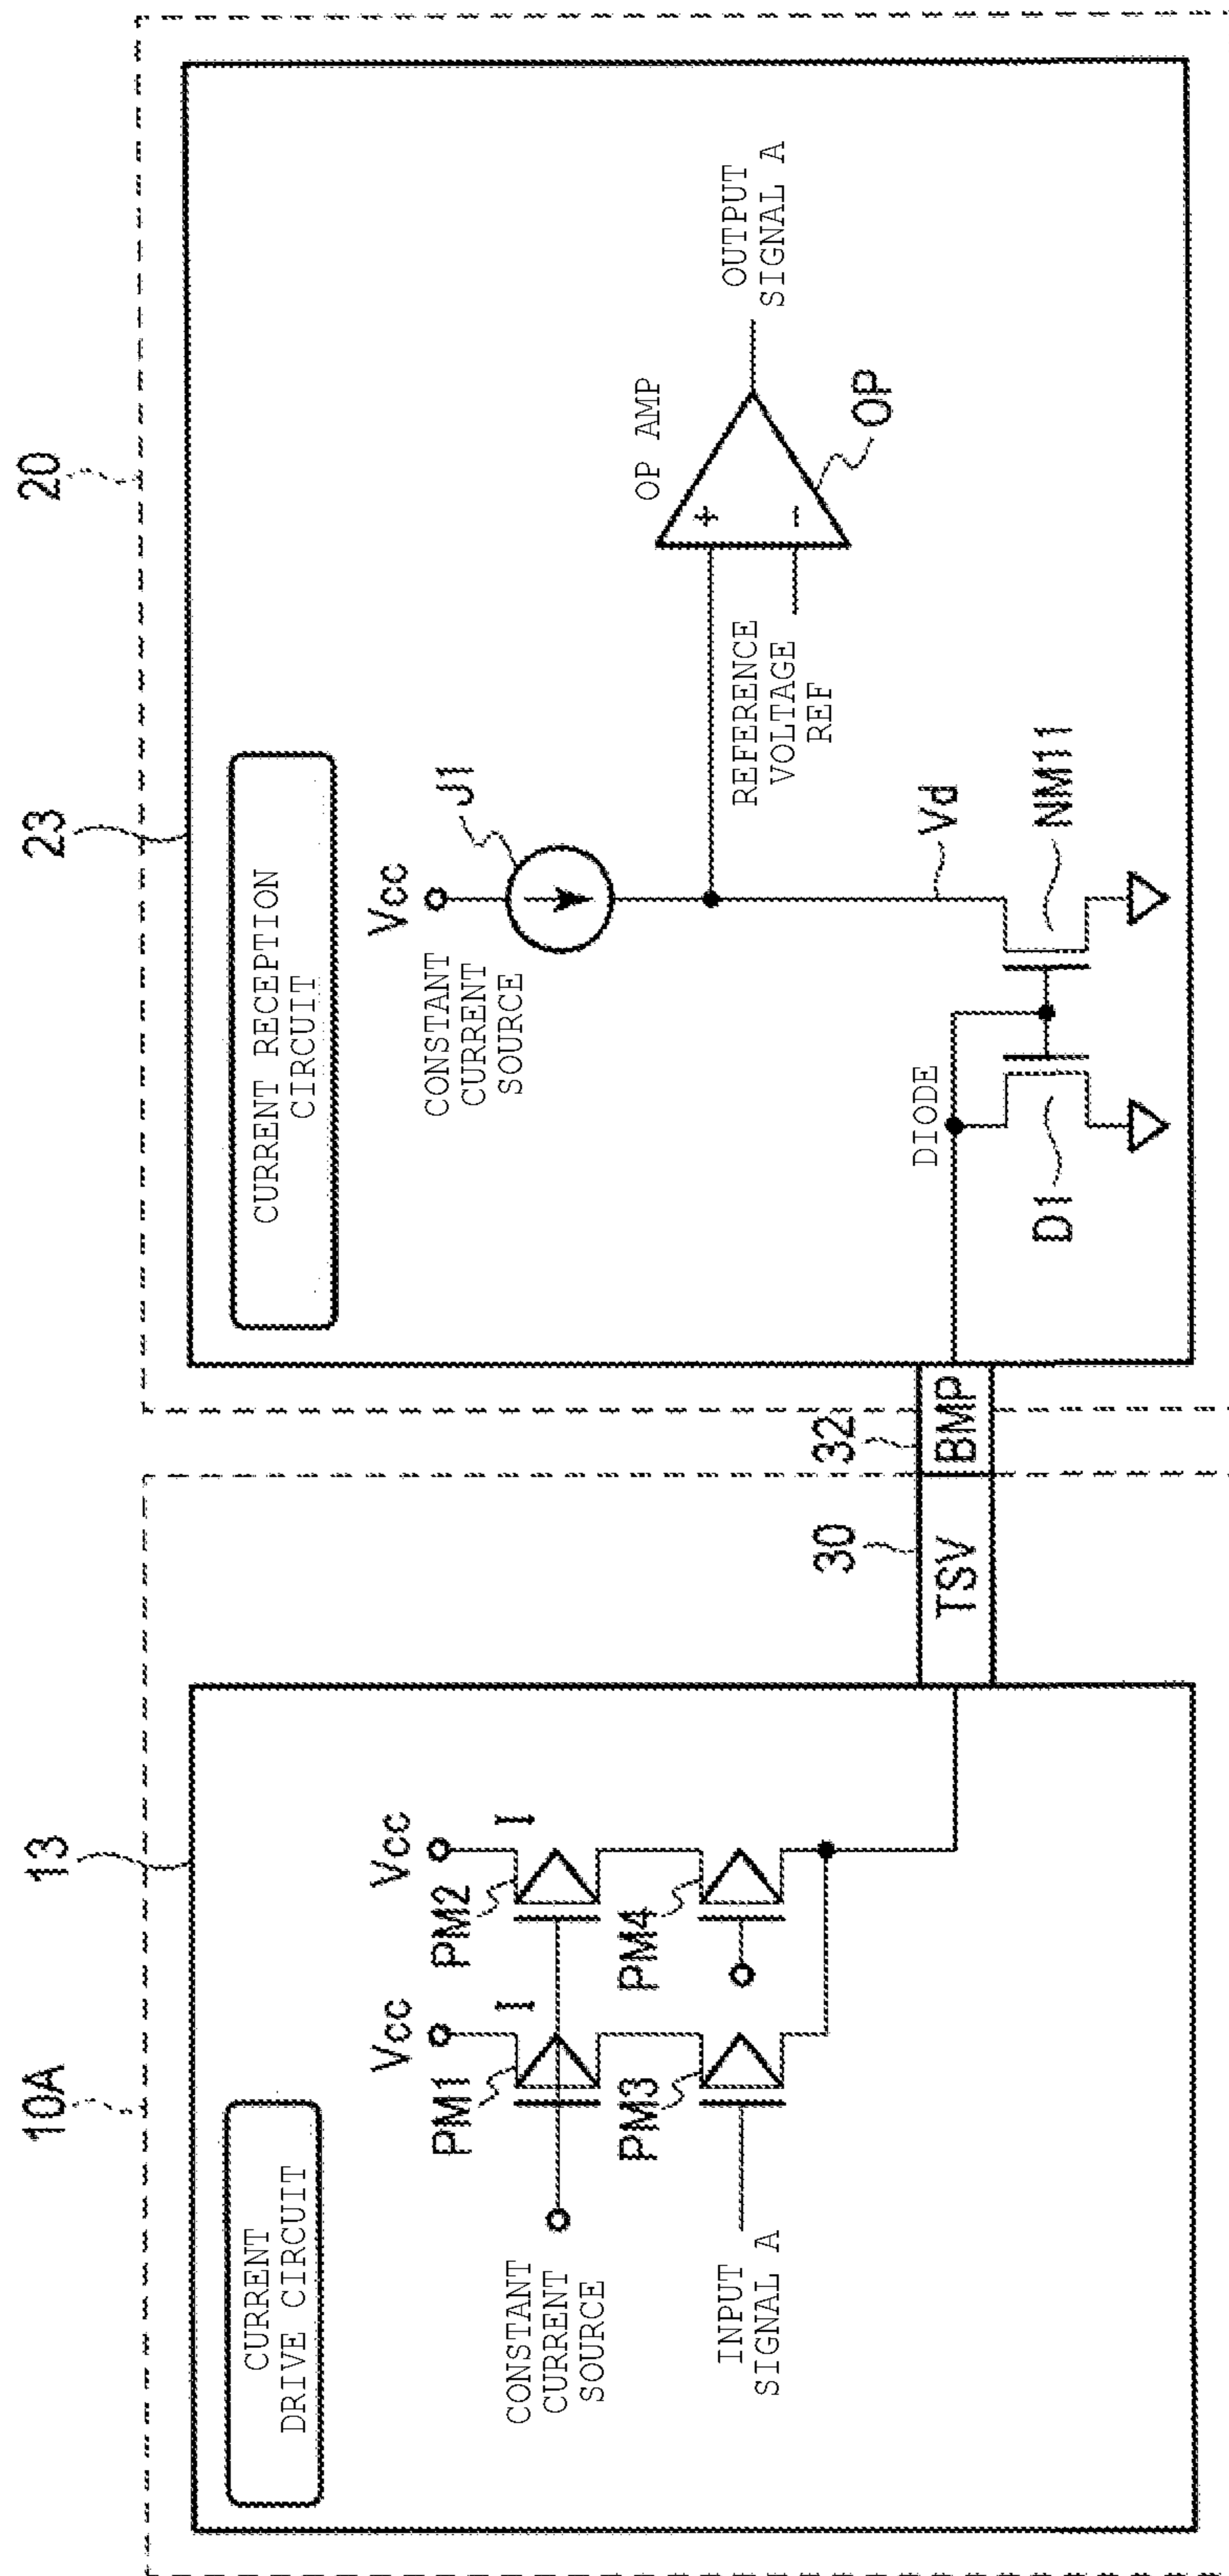 10A
13
20
23
CURRENT
DRIVE CIRCUIT
Vcc
Vcc
PM1
I
PM2
I
CONSTANT
CURRENT
SOURCE
PM3
PM4
INPUT
SIGNAL A
30
TSV
32
BMP
CURRENT RECEPTION
CIRCUIT
Vcc
J1
CONSTANT
CURRENT
SOURCE
OP AMP
+
-
OP
OUTPUT
SIGNAL A
REFERENCE
VOLTAGE
REF
Vd
DIODE
D1
NM11